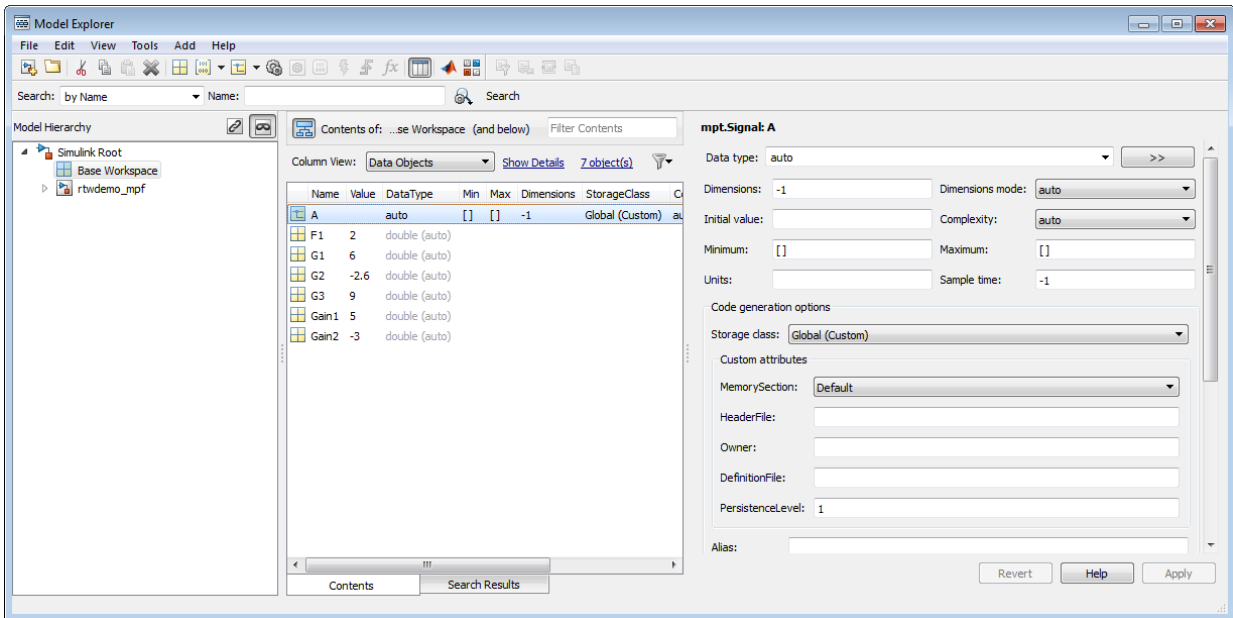 Model Explorer
File Edit View Tools Add Help
fx
Search: by Name Name: Search
Model Hierarchy
Simulink Root
Base Workspace
rtwdemo_mpf
Contents of: ...se Workspace (and below) Filter Contents
Column View: Data Objects Show Details 7 object(s)
Name Value DataType Min Max Dimensions StorageClass C
A auto [ ] [ ] -1 Global (Custom) au
F1 2 double (auto)
G1 6 double (auto)
G2 -2.6 double (auto)
G3 9 double (auto)
Gain1 5 double (auto)
Gain2 -3 double (auto)
Contents Search Results
mpt.Signal: A
Data type: auto >>
Dimensions: -1 Dimensions mode: auto
Initial value: Complexity: auto
Minimum: [ ] Maximum: [ ]
Units: Sample time: -1
Code generation options
Storage class: Global (Custom)
Custom attributes
MemorySection: Default
HeaderFile:
Owner:
DefinitionFile:
PersistenceLevel: 1
Alias:
Revert Help Apply